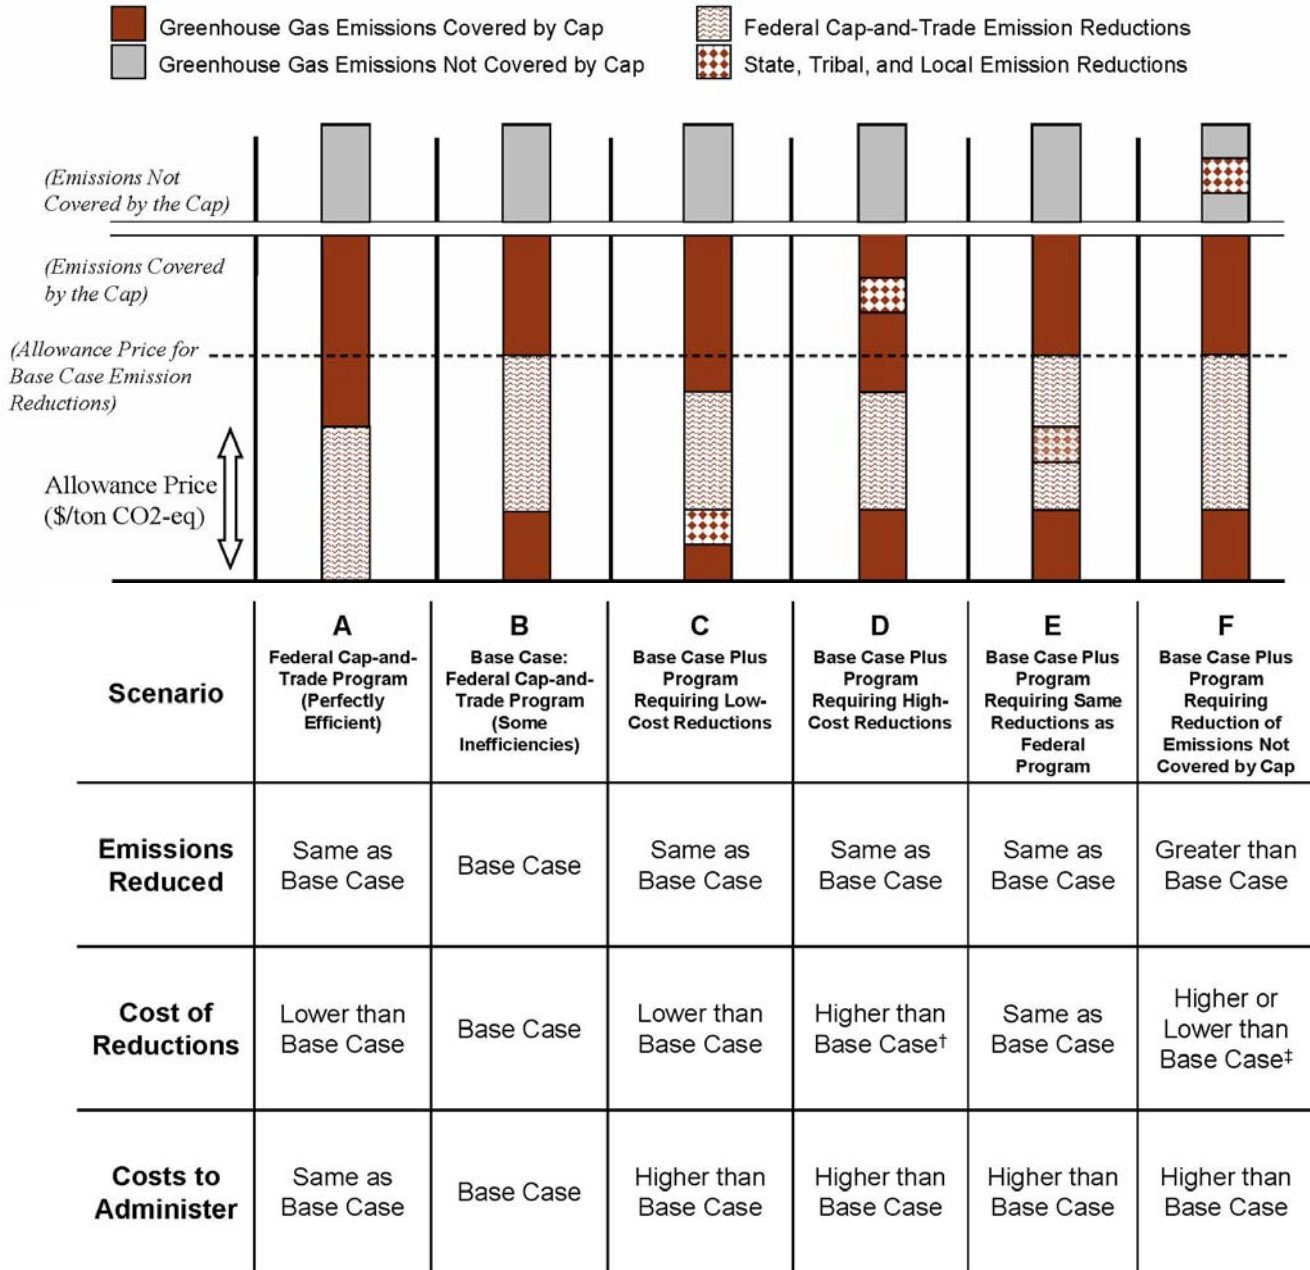 Greenhouse Gas Emissions Covered by Cap
Federal Cap-and-Trade Emission Reductions
Greenhouse Gas Emissions Not Covered by Cap
State, Tribal, and Local Emission Reductions
(Emissions Not
Covered by the Cap)
(Emissions Covered
by the Cap)
(Allowance Price for
Base Case Emission
Reductions)
Allowance Price
($/ton CO2-eq)
Scenario
A
Federal Cap-and-
Trade Program
(Perfectly
Efficient)
B
Base Case:
Federal Cap-and-
Trade Program
(Some
Inefficiencies)
C
Base Case Plus
Program
Requiring Low-
Cost Reductions
D
Base Case Plus
Program
Requiring High-
Cost Reductions
E
Base Case Plus
Program
Requiring Same
Reductions as
Federal
Program
F
Base Case Plus
Program
Requiring
Reduction of
Emissions Not
Covered by Cap
Emissions
Reduced
Same as
Base Case
Base Case
Same as
Base Case
Same as
Base Case
Same as
Base Case
Greater than
Base Case
Cost of
Reductions
Lower than
Base Case
Base Case
Lower than
Base Case
Higher than
Base Case†
Same as
Base Case
Higher or
Lower than
Base Case‡
Costs to
Administer
Same as
Base Case
Base Case
Higher than
Base Case
Higher than
Base Case
Higher than
Base Case
Higher than
Base Case